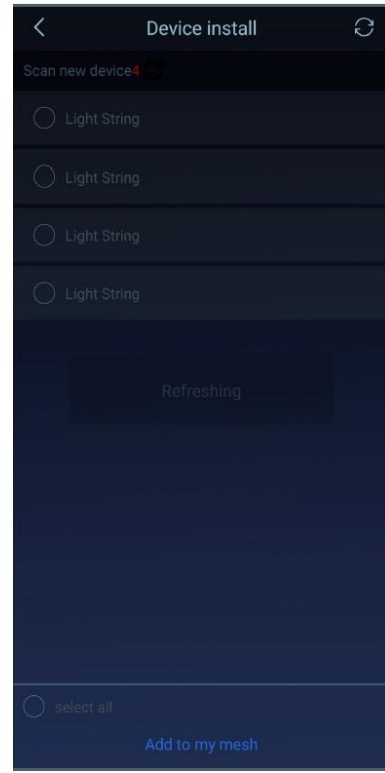 Device install
Scan new device4
Light String
Light String
Light String
Light String
Refreshing
select all
Add to my mesh